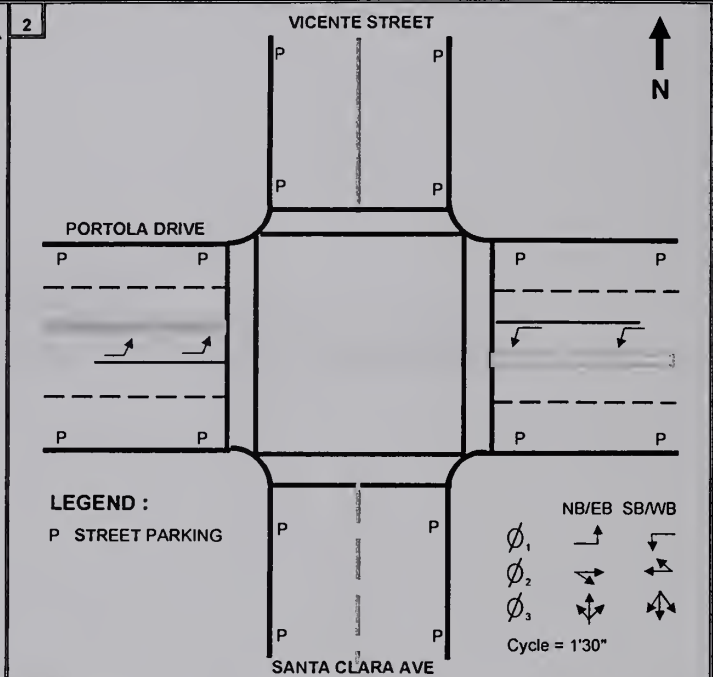 2
VICENTE STREET
P P
N
P P
PORTOLA DRIVE
P P P P
P P P P
LEGEND :
P STREET PARKING
P P
NB/EB SB/WB
Ø₁
Ø₂
Ø₃
Cycle = 1'30"
P P
SANTA CLARA AVE